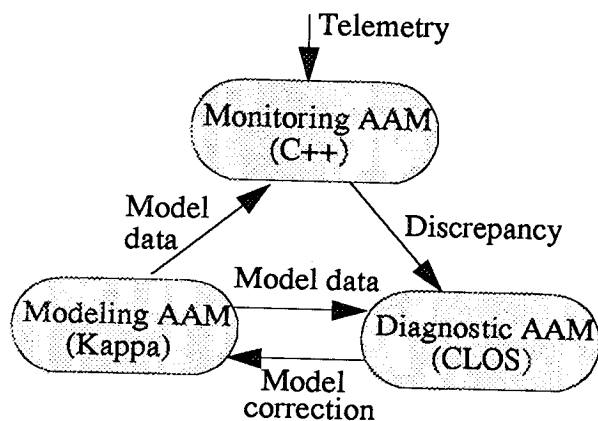 Telemetry
Monitoring AAM
(C++)
Model
data
Discrepancy
Model data
Modeling AAM
(Kappa)
Diagnostic AAM
(CLOS)
Model
correction